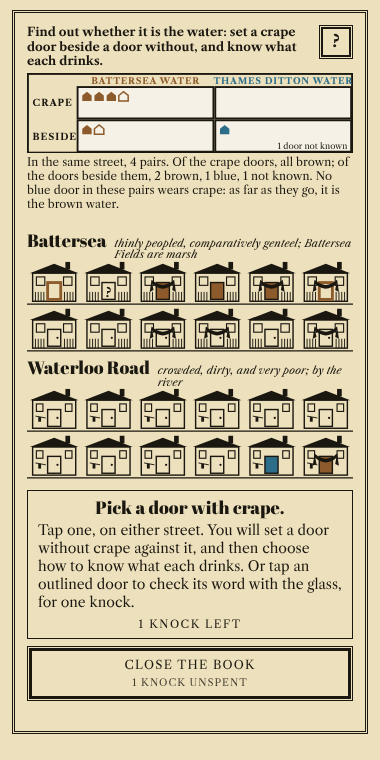 Find out whether it is the water: set a crape
door beside a door without, and know what
each drinks.
?
BATTERSEA WATER THAMES DITTON WATER
CRAPE
BESIDE
1 door not known
In the same street, 4 pairs. Of the crape doors, all brown; of
the doors beside them, 2 brown, 1 blue, 1 not known. No
blue door in these pairs wears crape: as far as they go, it is
the brown water.
Battersea thinly peopled, comparatively genteel; Battersea
Fields are marsh
?
Waterloo Road crowded, dirty, and very poor; by the
river
Pick a door with crape.
Tap one, on either street. You will set a door
without crape against it, and then choose
how to know what each drinks. Or tap an
outlined door to check its word with the glass,
for one knock.
1 KNOCK LEFT
CLOSE THE BOOK
1 KNOCK UNSPENT